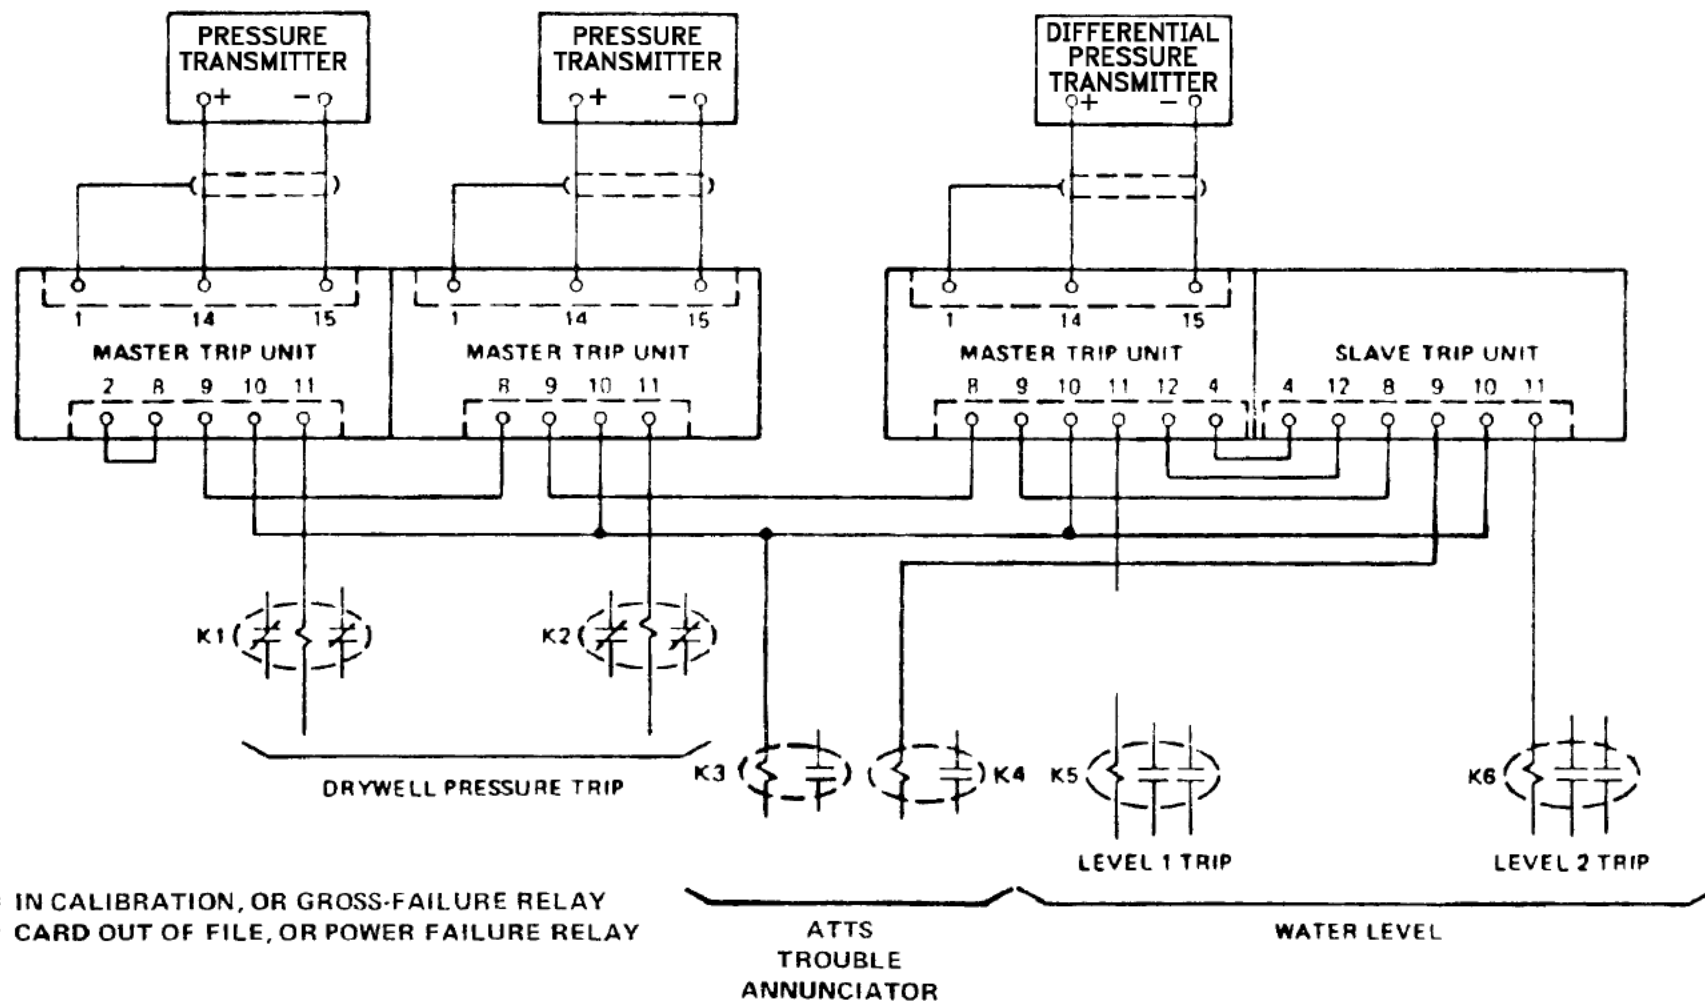 PRESSURE
TRANSMITTER
+ −
PRESSURE
TRANSMITTER
+ −
DIFFERENTIAL
PRESSURE
TRANSMITTER
+ −
1 14 15
1 14 15
1 14 15
MASTER TRIP UNIT
MASTER TRIP UNIT
MASTER TRIP UNIT
SLAVE TRIP UNIT
2 8 9 10 11
8 9 10 11
8 9 10 11 12 4
4 12 8 9 10 11
K1
K2
DRYWELL PRESSURE TRIP
K3
K4
K5
K6
LEVEL 1 TRIP
LEVEL 2 TRIP
IN CALIBRATION, OR GROSS-FAILURE RELAY
CARD OUT OF FILE, OR POWER FAILURE RELAY
ATTS
TROUBLE
ANNUNCIATOR
WATER LEVEL